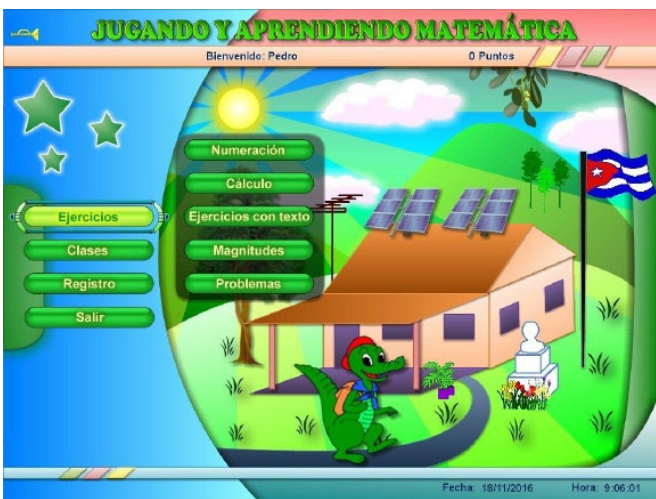 JUGANDO Y APRENDIENDO MATEMÁTICA
Bienvenido: Pedro 0 Puntos
Ejercicios
Clases
Registro
Salir
Numeración
Cálculo
Ejercicios con texto
Magnitudes
Problemas
Fecha: 18/11/2016 Hora: 9:06:01